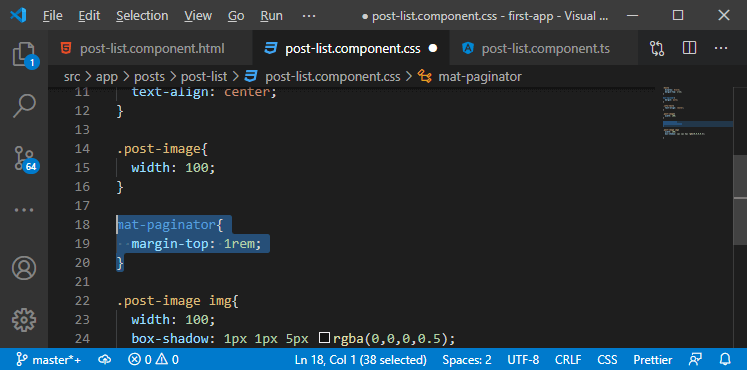 File Edit Selection View Go Run ··· ● post-list.component.css - first-app - Visual ...
post-list.component.html post-list.component.css ● post-list.component.ts ···
src > app > posts > post-list > post-list.component.css > mat-paginator
11 text-align: center;
12 }
13
14 .post-image{
15 width: 100;
16 }
17
18 mat-paginator{
19 margin-top: 1rem;
20 }
21
22 .post-image img{
23 width: 100;
24 box-shadow: 1px 1px 5px rgba(0,0,0,0.5);
1
64
master*+ 0 0 Ln 18, Col 1 (38 selected) Spaces: 2 UTF-8 CRLF CSS Prettier